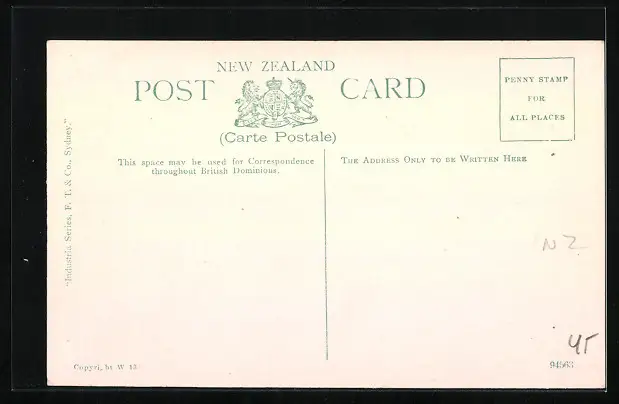 NEW ZEALAND
POST CARD
(Carte Postale)
PENNY STAMP
FOR
ALL PLACES
This space may be used for Correspondence
throughout British Dominions.
THE ADDRESS ONLY TO BE WRITTEN HERE
"Industria Series, F. T. & Co., Sydney."
NZ
45
W 13
94563